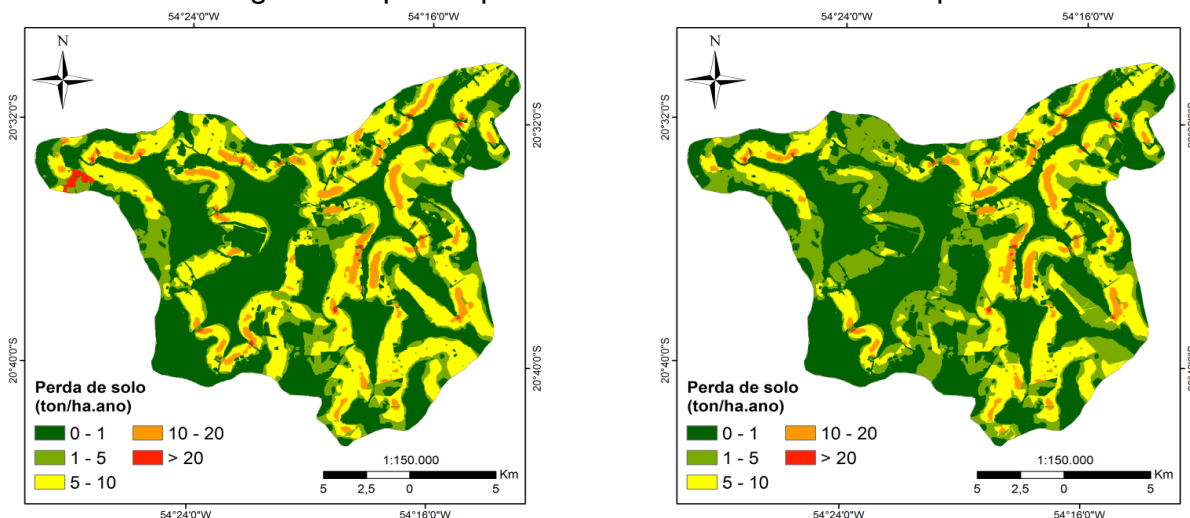 54°24'0"W
54°16'0"W
N
20°32'0"S
20°32'0"S
20°40'0"S
20°40'0"S
Perda de solo
(ton/ha.ano)
0 - 1
10 - 20
1 - 5
> 20
5 - 10
1:150.000
Km
5 2,5 0 5
54°24'0"W
54°16'0"W
54°24'0"W
54°16'0"W
N
20°32'0"S
20°40'0"S
Perda de solo
(ton/ha.ano)
0 - 1
10 - 20
1 - 5
> 20
5 - 10
1:150.000
Km
5 2,5 0 5
54°24'0"W
54°16'0"W